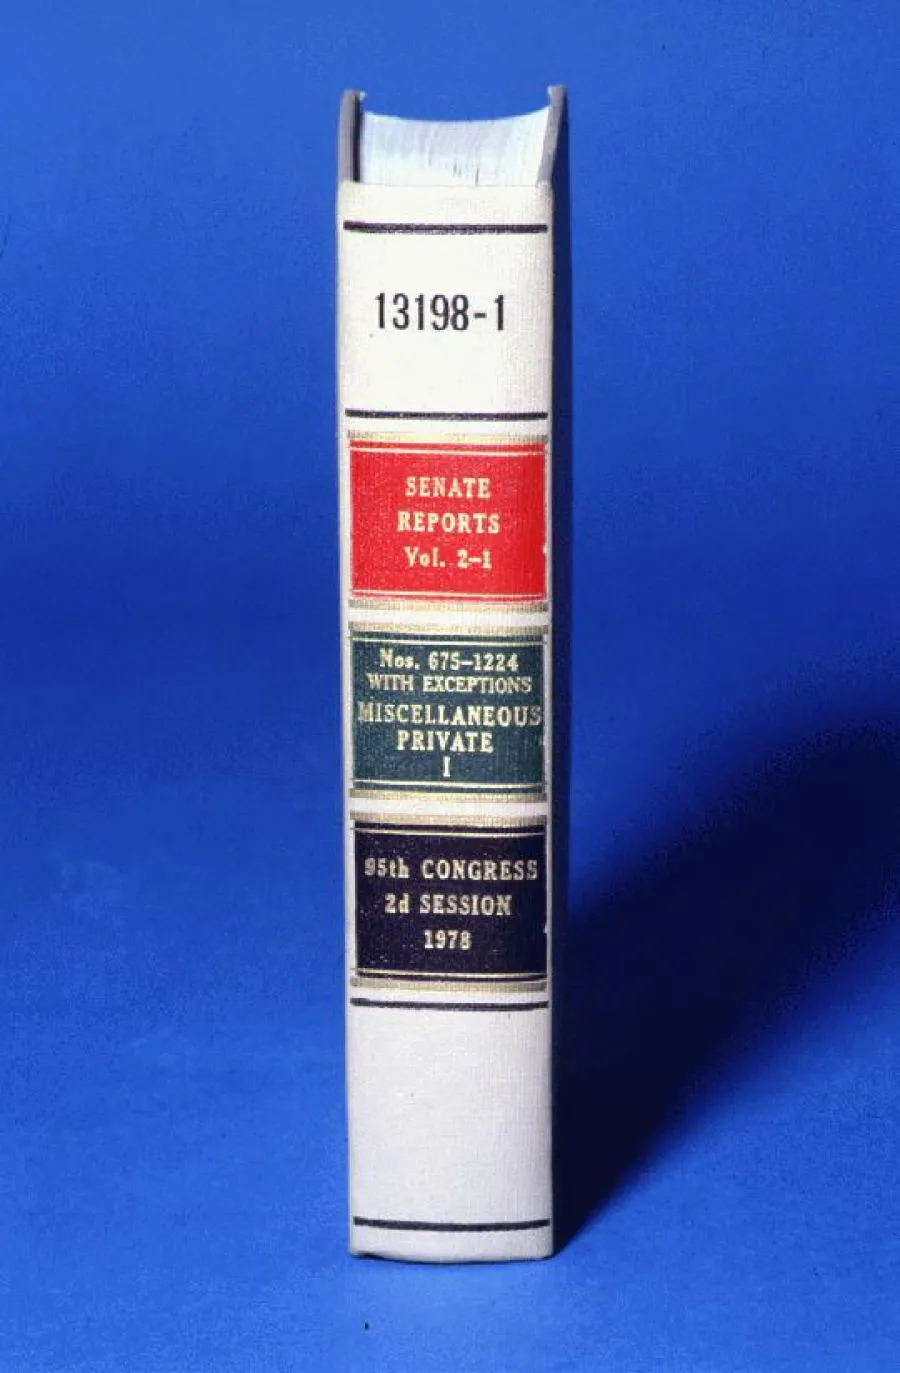 13198-1
SENATE
REPORTS
Vol. 2-1
Nos. 675-1224
WITH EXCEPTIONS
MISCELLANEOUS
PRIVATE
I
95th CONGRESS
2d SESSION
1978